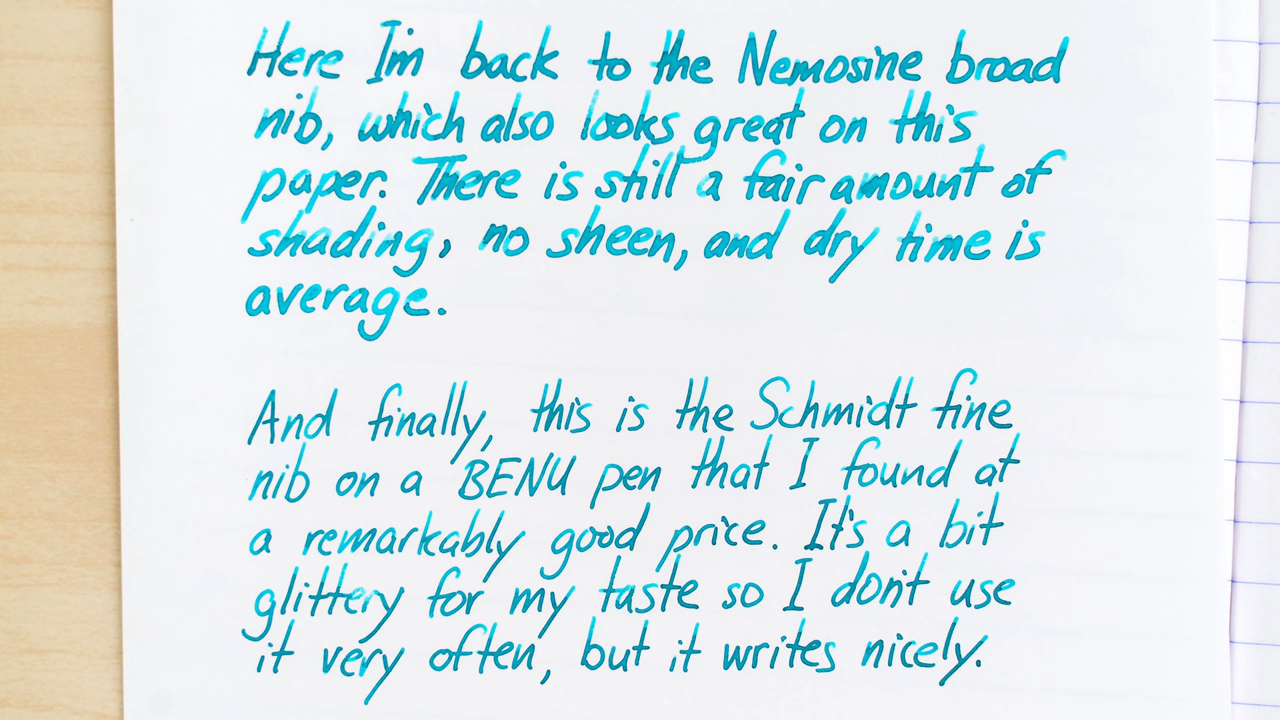 Here I'm back to the Nemosine broad
nib, which also looks great on this
paper. There is still a fair amount of
shading, no sheen, and dry time is
average.
And finally, this is the Schmidt fine
nib on a BENU pen that I found at
a remarkably good price. It's a bit
glittery for my taste so I don't use
it very often, but it writes nicely.